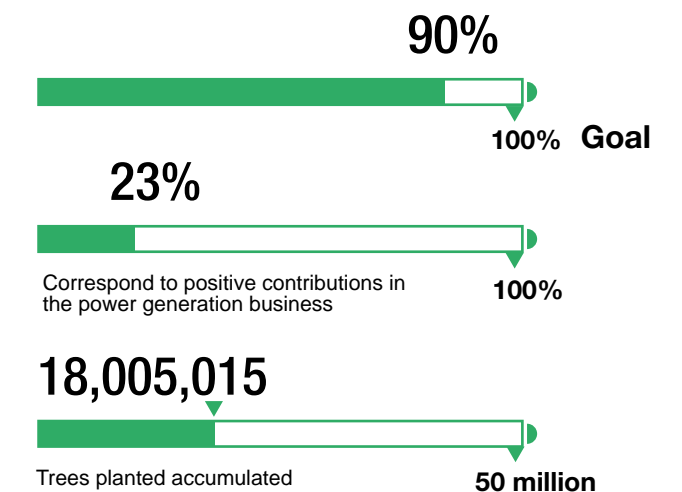 90%
100% Goal
23%
Correspond to positive contributions in
the power generation business
100%
18,005,015
Trees planted accumulated
50 million